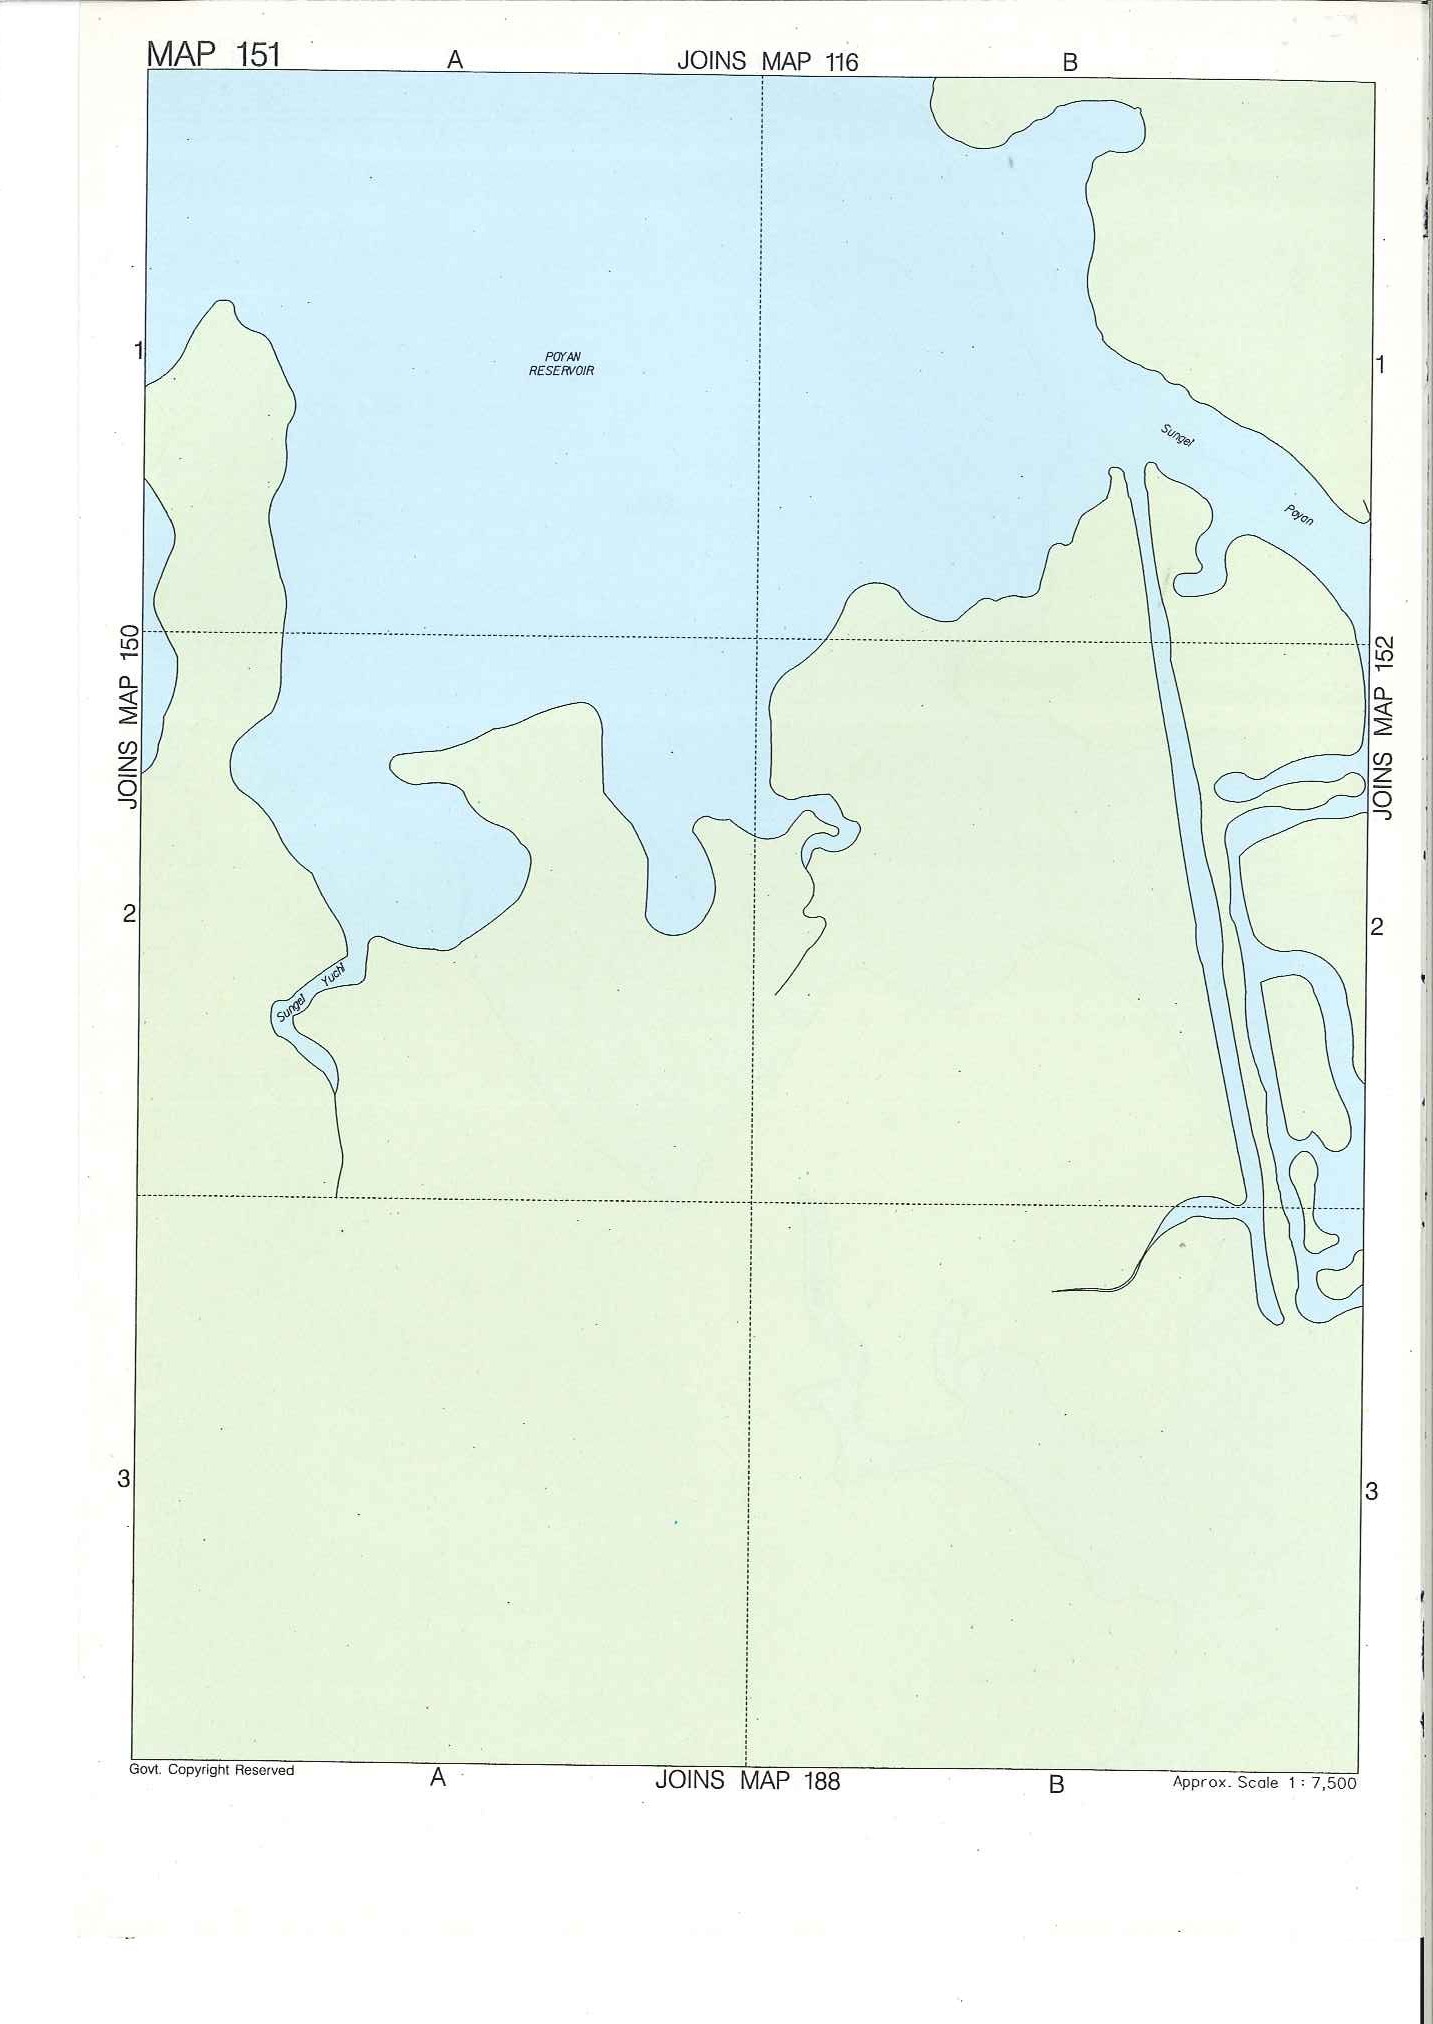 MAP 151
A
JOINS MAP 116
B
1
1
POYAN
RESERVOIR
Sungei
Poyan
JOINS MAP 150
JOINS MAP 152
2
2
Sungei Yuchi
3
3
Govt. Copyright Reserved
A
JOINS MAP 188
B
Approx. Scale 1 : 7,500